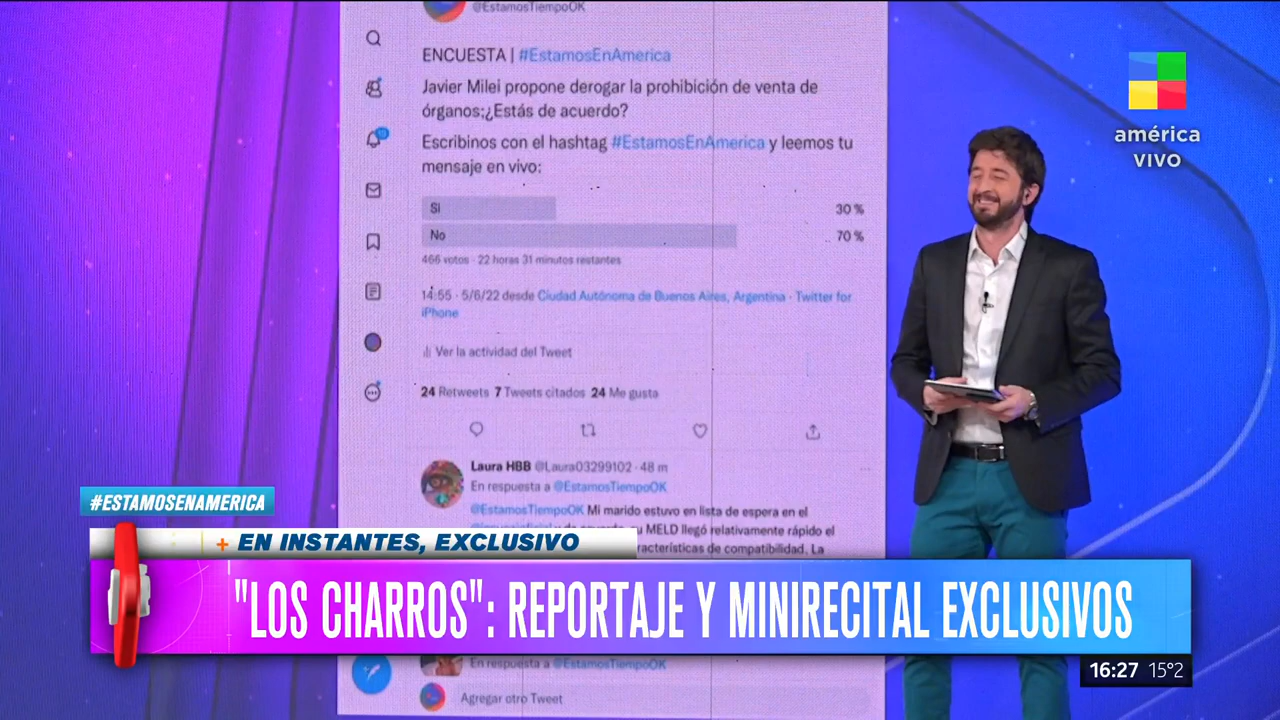 @EstamosTiempoOK
ENCUESTA | #EstamosEnAmerica
Javier Milei propone derogar la prohibición de venta de
órganos:¿Estás de acuerdo?
Escribinos con el hashtag #EstamosEnAmerica y leemos tu
mensaje en vivo:
Si 30 %
No 70 %
466 votos · 22 horas 31 minutos restantes
14:55 · 5/6/22 desde Ciudad Autónoma de Buenos Aires, Argentina · Twitter for
iPhone
Ver la actividad del Tweet
24 Retweets 7 Tweets citados 24 Me gusta
Laura HBB @Laura03299102 · 48 m
En respuesta a @EstamosTiempoOK
@EstamosTiempoOK Mi marido estuvo en lista de espera en el
MELD llegó relativamente rápido el
características de compatibilidad. La
En respuesta a @EstamosTiempoOK
Agregar otro Tweet
américa
VIVO
#ESTAMOSENAMERICA
+ EN INSTANTES, EXCLUSIVO
"LOS CHARROS": REPORTAJE Y MINIRECITAL EXCLUSIVOS
16:27 15°2